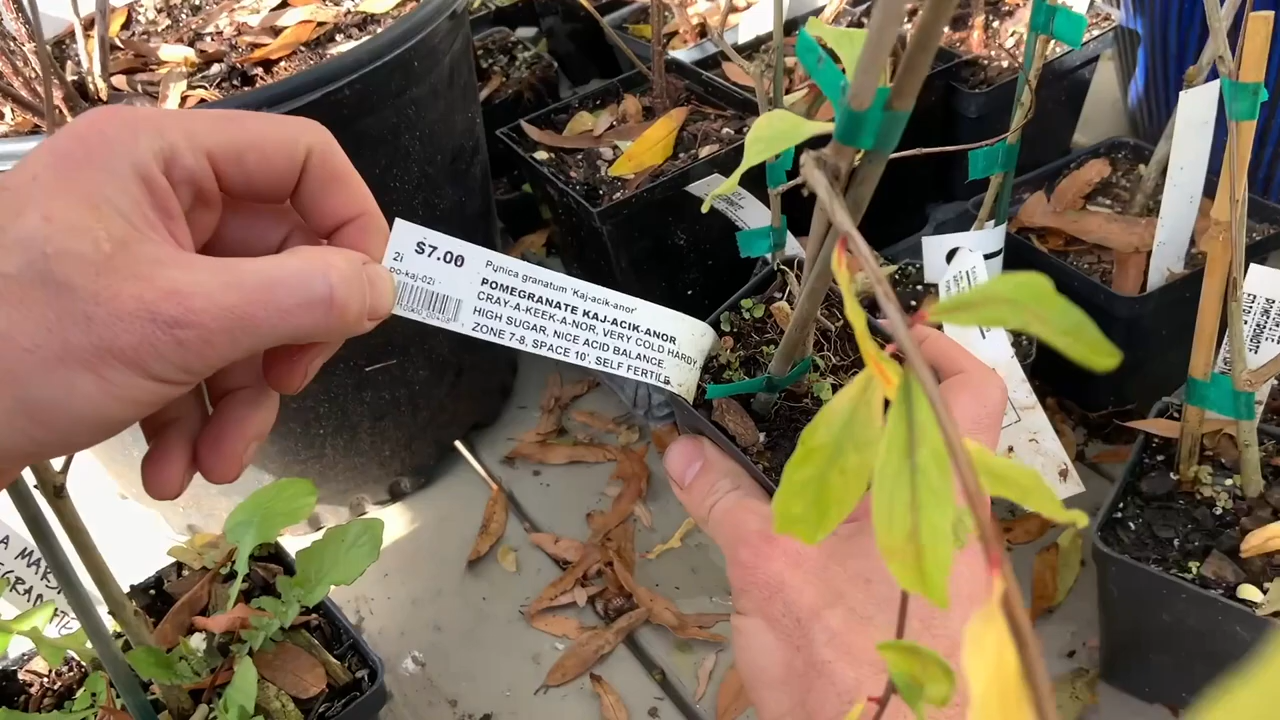 $7.00
2i
po-kaj-02i
Punica granatum 'Kaj-acik-anor'
POMEGRANATE KAJ-ACIK-ANOR
CRAY-A-KEEK-A-NOR, VERY COLD HARDY,
HIGH SUGAR, NICE ACID BALANCE.
ZONE 7-8, SPACE 10', SELF FERTILE